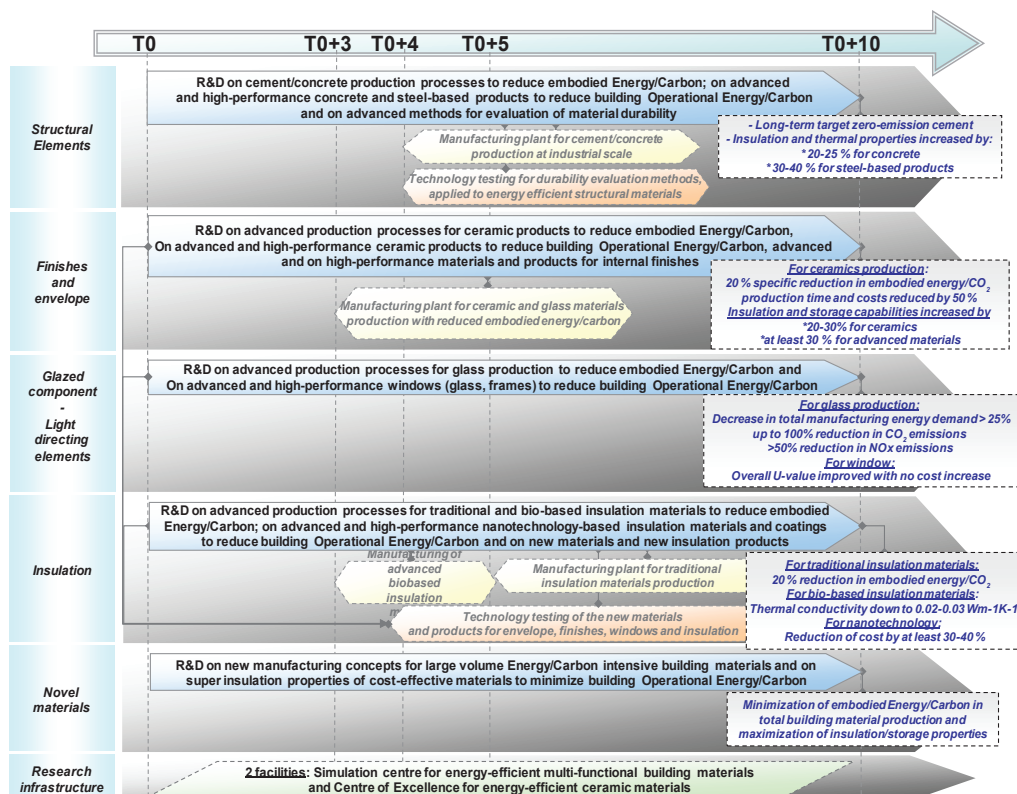 T0 T0+3 T0+4 T0+5 T0+10
Structural
Elements
R&D on cement/concrete production processes to reduce embodied Energy/Carbon; on advanced
and high-performance concrete and steel-based products to reduce building Operational Energy/Carbon
and on advanced methods for evaluation of material durability
Manufacturing plant for cement/concrete
production at industrial scale
Technology testing for durability evaluation methods,
applied to energy efficient structural materials
- Long-term target zero-emission cement
- Insulation and thermal properties increased by:
*20-25 % for concrete
*30-40 % for steel-based products
Finishes
and
envelope
R&D on advanced production processes for ceramic products to reduce embodied Energy/Carbon,
On advanced and high-performance ceramic products to reduce building Operational Energy/Carbon, advanced
and on high-performance materials and products for internal finishes
Manufacturing plant for ceramic and glass materials
production with reduced embodied energy/carbon
For ceramics production:
20 % specific reduction in embodied energy/CO2
production time and costs reduced by 50 %
Insulation and storage capabilities increased by
*20-30% for ceramics
*at least 30 % for advanced materials
Glazed
component
-
Light
directing
elements
R&D on advanced production processes for glass production to reduce embodied Energy/Carbon and
On advanced and high-performance windows (glass, frames) to reduce building Operational Energy/Carbon
For glass production:
Decrease in total manufacturing energy demand > 25%
up to 100% reduction in CO2 emissions
>50% reduction in NOx emissions
For window:
Overall U-value improved with no cost increase
Insulation
R&D on advanced production processes for traditional and bio-based insulation materials to reduce embodied
Energy/Carbon; on advanced and high-performance nanotechnology-based insulation materials and coatings
to reduce building Operational Energy/Carbon and on new materials and new insulation products
Manufacturing of
advanced
biobased
insulation
Manufacturing plant for traditional
insulation materials production
Technology testing of the new materials
and products for envelope, finishes, windows and insulation
For traditional insulation materials:
20 % reduction in embodied energy/CO2
For bio-based insulation materials:
Thermal conductivity down to 0.02-0.03 Wm-1K-1
For nanotechnology:
Reduction of cost by at least 30-40 %
Novel
materials
R&D on new manufacturing concepts for large volume Energy/Carbon intensive building materials and on
super insulation properties of cost-effective materials to minimize building Operational Energy/Carbon
Minimization of embodied Energy/Carbon in
total building material production and
maximization of insulation/storage properties
Research
infrastructure
2 facilities: Simulation centre for energy-efficient multi-functional building materials
and Centre of Excellence for energy-efficient ceramic materials